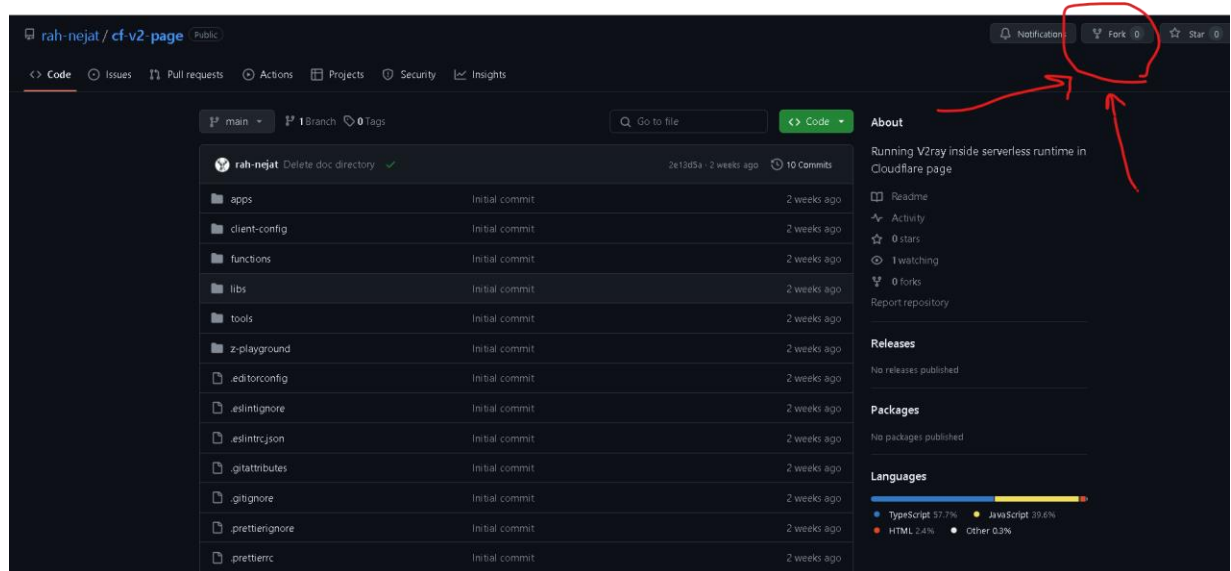 rah-nejat / cf-v2-page Public
Notifications Fork 0 Star 0
Code Issues Pull requests Actions Projects Security Insights
main 1 Branch 0 Tags Go to file Code
rah-nejat Delete doc directory 2e13d5a · 2 weeks ago 10 Commits
apps Initial commit 2 weeks ago
client-config Initial commit 2 weeks ago
functions Initial commit 2 weeks ago
libs Initial commit 2 weeks ago
tools Initial commit 2 weeks ago
z-playground Initial commit 2 weeks ago
.editorconfig Initial commit 2 weeks ago
.eslintignore Initial commit 2 weeks ago
.eslintrc.json Initial commit 2 weeks ago
.gitattributes Initial commit 2 weeks ago
.gitignore Initial commit 2 weeks ago
.prettierignore Initial commit 2 weeks ago
.prettierrc Initial commit 2 weeks ago
About
Running V2ray inside serverless runtime in
Cloudflare page
Readme
Activity
0 stars
1 watching
0 forks
Report repository
Releases
No releases published
Packages
No packages published
Languages
TypeScript 57.7% JavaScript 39.6%
HTML 2.4% Other 0.3%